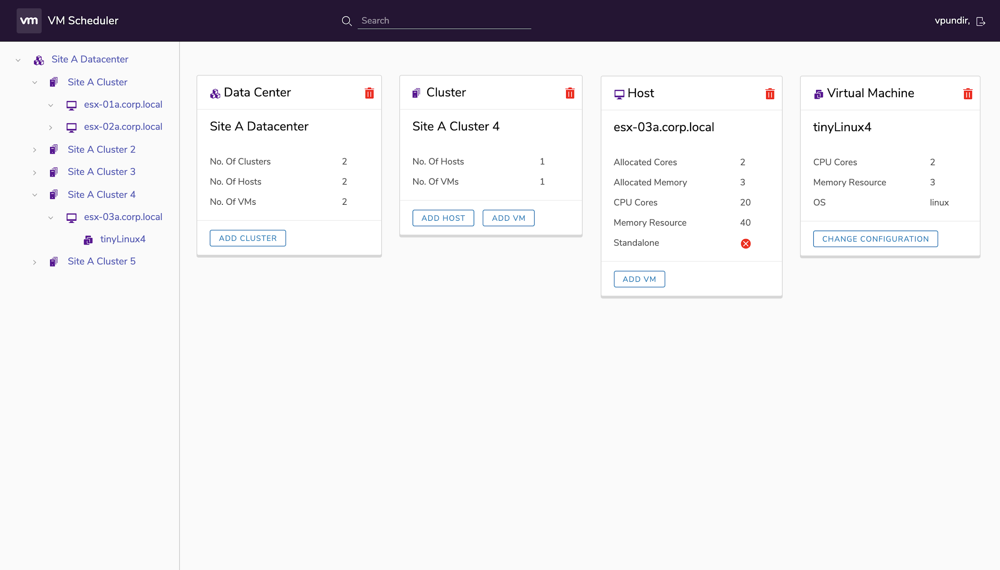 vm VM Scheduler
Search
vpundir,
Site A Datacenter
Site A Cluster
esx-01a.corp.local
esx-02a.corp.local
Site A Cluster 2
Site A Cluster 3
Site A Cluster 4
esx-03a.corp.local
tinyLinux4
Site A Cluster 5
Data Center
Site A Datacenter
No. Of Clusters 2
No. Of Hosts 2
No. Of VMs 2
ADD CLUSTER
Cluster
Site A Cluster 4
No. Of Hosts 1
No. Of VMs 1
ADD HOST ADD VM
Host
esx-03a.corp.local
Allocated Cores 2
Allocated Memory 3
CPU Cores 20
Memory Resource 40
Standalone
ADD VM
Virtual Machine
tinyLinux4
CPU Cores 2
Memory Resource 3
OS linux
CHANGE CONFIGURATION